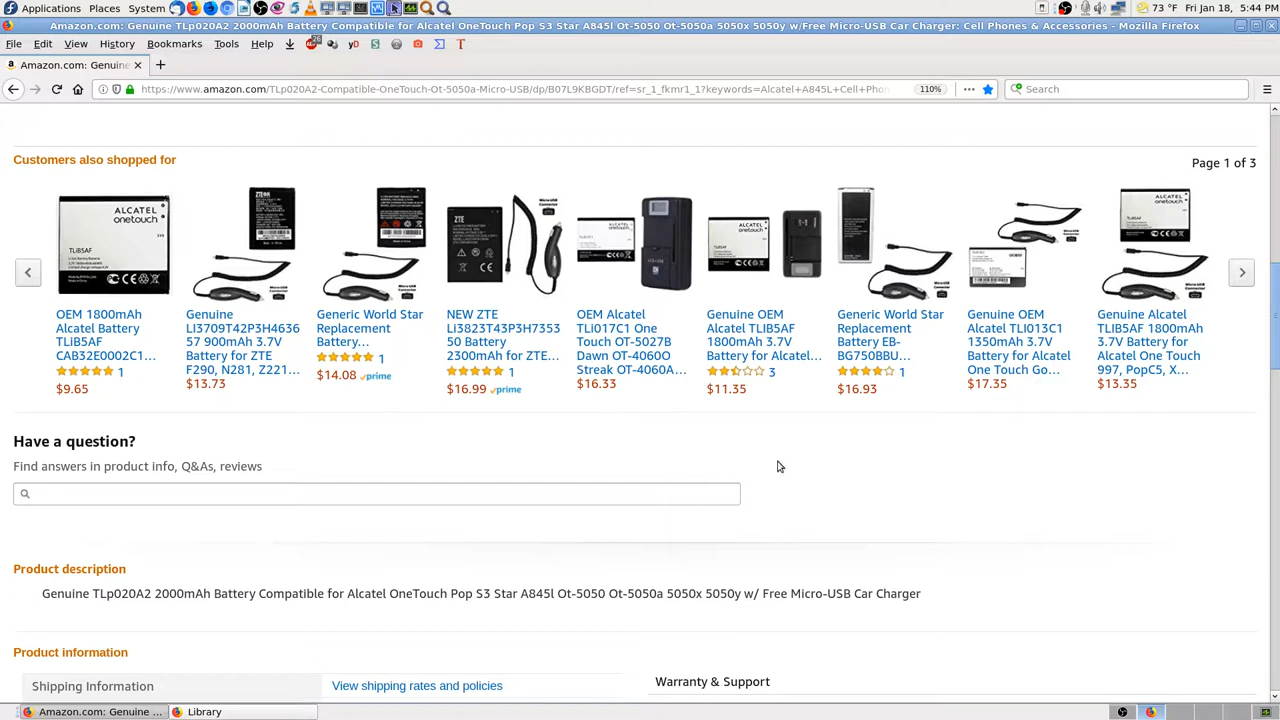 Applications Places System 73 °F Fri Jan 18, 5:44 PM
Amazon.com: Genuine TLp020A2 2000mAh Battery Compatible for Alcatel OneTouch Pop S3 Star A845l Ot-5050 Ot-5050a 5050x 5050y w/Free Micro-USB Car Charger: Cell Phones & Accessories - Mozilla Firefox
File Edit View History Bookmarks Tools Help
Amazon.com: Genuine
https://www.amazon.com/TLp020A2-Compatible-OneTouch-Ot-5050a-Micro-USB/dp/B07L9KBGDT/ref=sr_1_fkmr1_1?keywords=Alcatel+A845L+Cell+Pho 110% Search
Customers also shopped for
Page 1 of 3
OEM 1800mAh
Alcatel Battery
TLiB5AF
CAB32E0002C1...
1
$9.65
Genuine
LI3709T42P3H4636
57 900mAh 3.7V
Battery for ZTE
F290, N281, Z221...
$13.73
Generic World Star
Replacement
Battery...
1
$14.08 prime
NEW ZTE
LI3823T43P3H7353
50 Battery
2300mAh for ZTE...
1
$16.99 prime
OEM Alcatel
TLI017C1 One
Touch OT-5027B
Dawn OT-4060O
Streak OT-4060A...
$16.33
Genuine OEM
Alcatel TLIB5AF
1800mAh 3.7V
Battery for Alcatel...
3
$11.35
Generic World Star
Replacement
Battery EB-
BG750BBU...
1
$16.93
Genuine OEM
Alcatel TLI013C1
1350mAh 3.7V
Battery for Alcatel
One Touch Go...
$17.35
Genuine Alcatel
TLIB5AF 1800mAh
3.7V Battery for
Alcatel One Touch
997, PopC5, X...
$13.35
Have a question?
Find answers in product info, Q&As, reviews
Product description
Genuine TLp020A2 2000mAh Battery Compatible for Alcatel OneTouch Pop S3 Star A845l Ot-5050 Ot-5050a 5050x 5050y w/ Free Micro-USB Car Charger
Product information
Shipping Information View shipping rates and policies
Warranty & Support
Amazon.com: Genuine ... Library